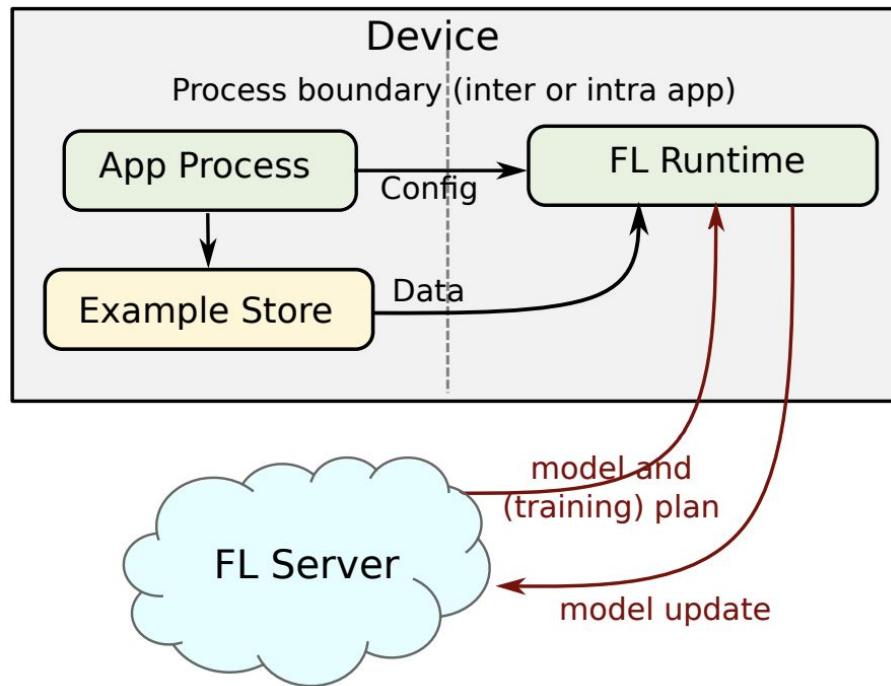 Device
Process boundary (inter or intra app)
App Process
FL Runtime
Config
Example Store
Data
model and
(training) plan
FL Server
model update